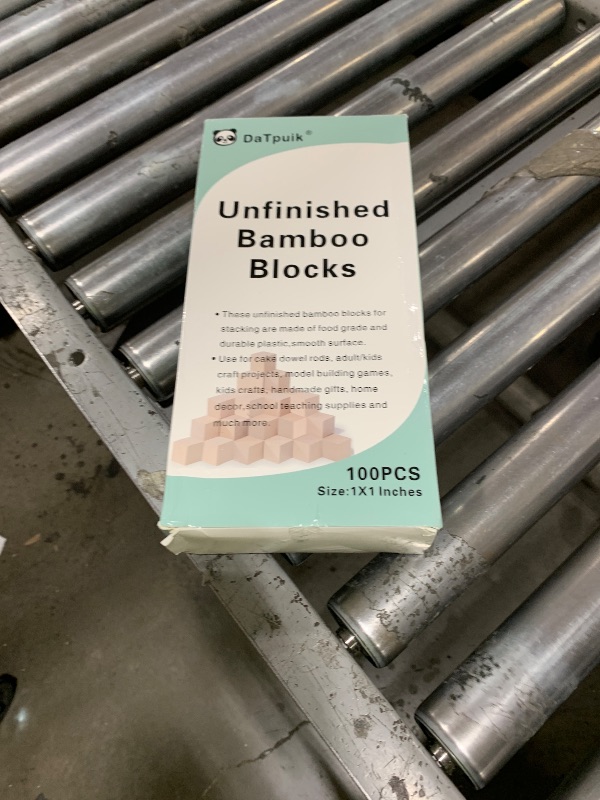 DaTpuik®
Unfinished
Bamboo
Blocks
• These unfinished bamboo blocks for
stacking are made of food grade and
durable plastic,smooth surface.
• Use for cake dowel rods, adult/kids
craft projects, model building games,
kids crafts, handmade gifts, home
decor,school teaching supplies and
much more.
100PCS
Size:1X1 Inches